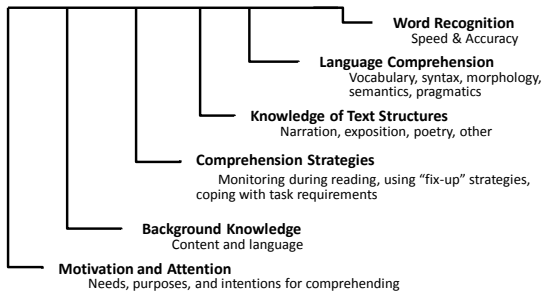 Word Recognition
Speed & Accuracy
Language Comprehension
Vocabulary, syntax, morphology,
semantics, pragmatics
Knowledge of Text Structures
Narration, exposition, poetry, other
Comprehension Strategies
Monitoring during reading, using “fix-up” strategies,
coping with task requirements
Background Knowledge
Content and language
Motivation and Attention
Needs, purposes, and intentions for comprehending